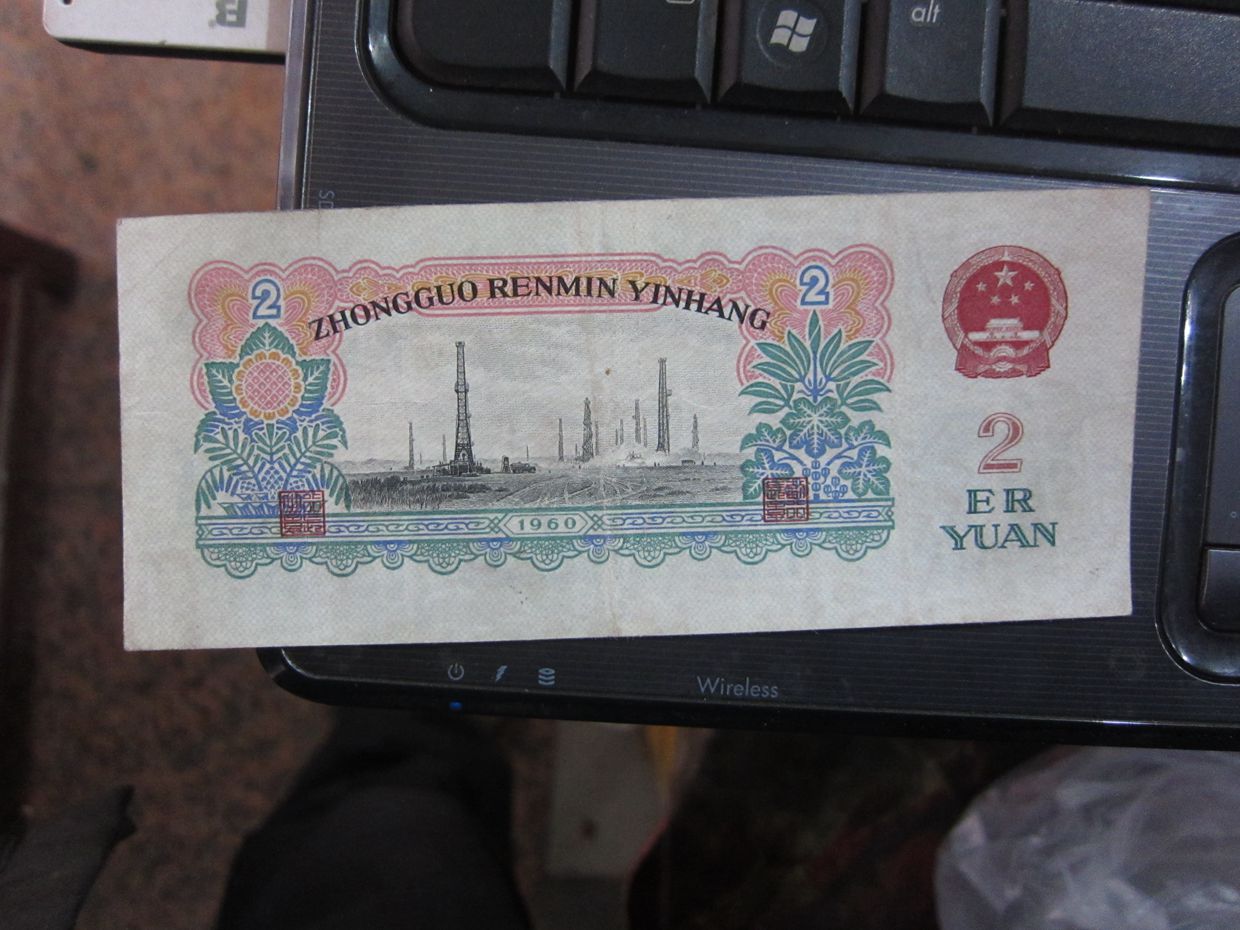 alt
2
2
ZHONGGUO RENMIN YINHANG
2
ER
YUAN
1960
Wireless